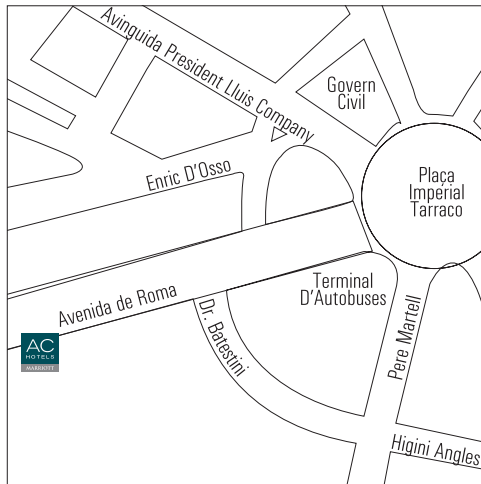 Avinguida President Lluis Company
Govern
Civil
Plaça
Imperial
Tarraco
Enric D'Osso
Avenida de Roma
Terminal
D'Autobuses
Dr. Batestini
Pere Martell
AC
HOTELS
MARRIOTT
Higini Angles